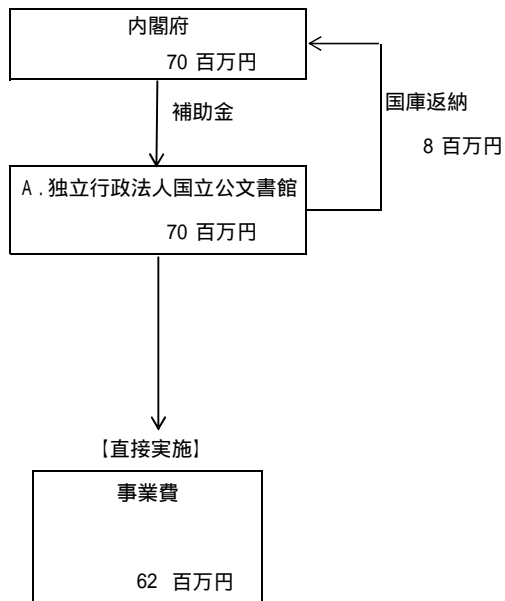 内閣府
70 百万円
補助金
国庫返納
8 百万円
A .独立行政法人国立公文書館
70 百万円
【直接実施】
事業費
62 百万円